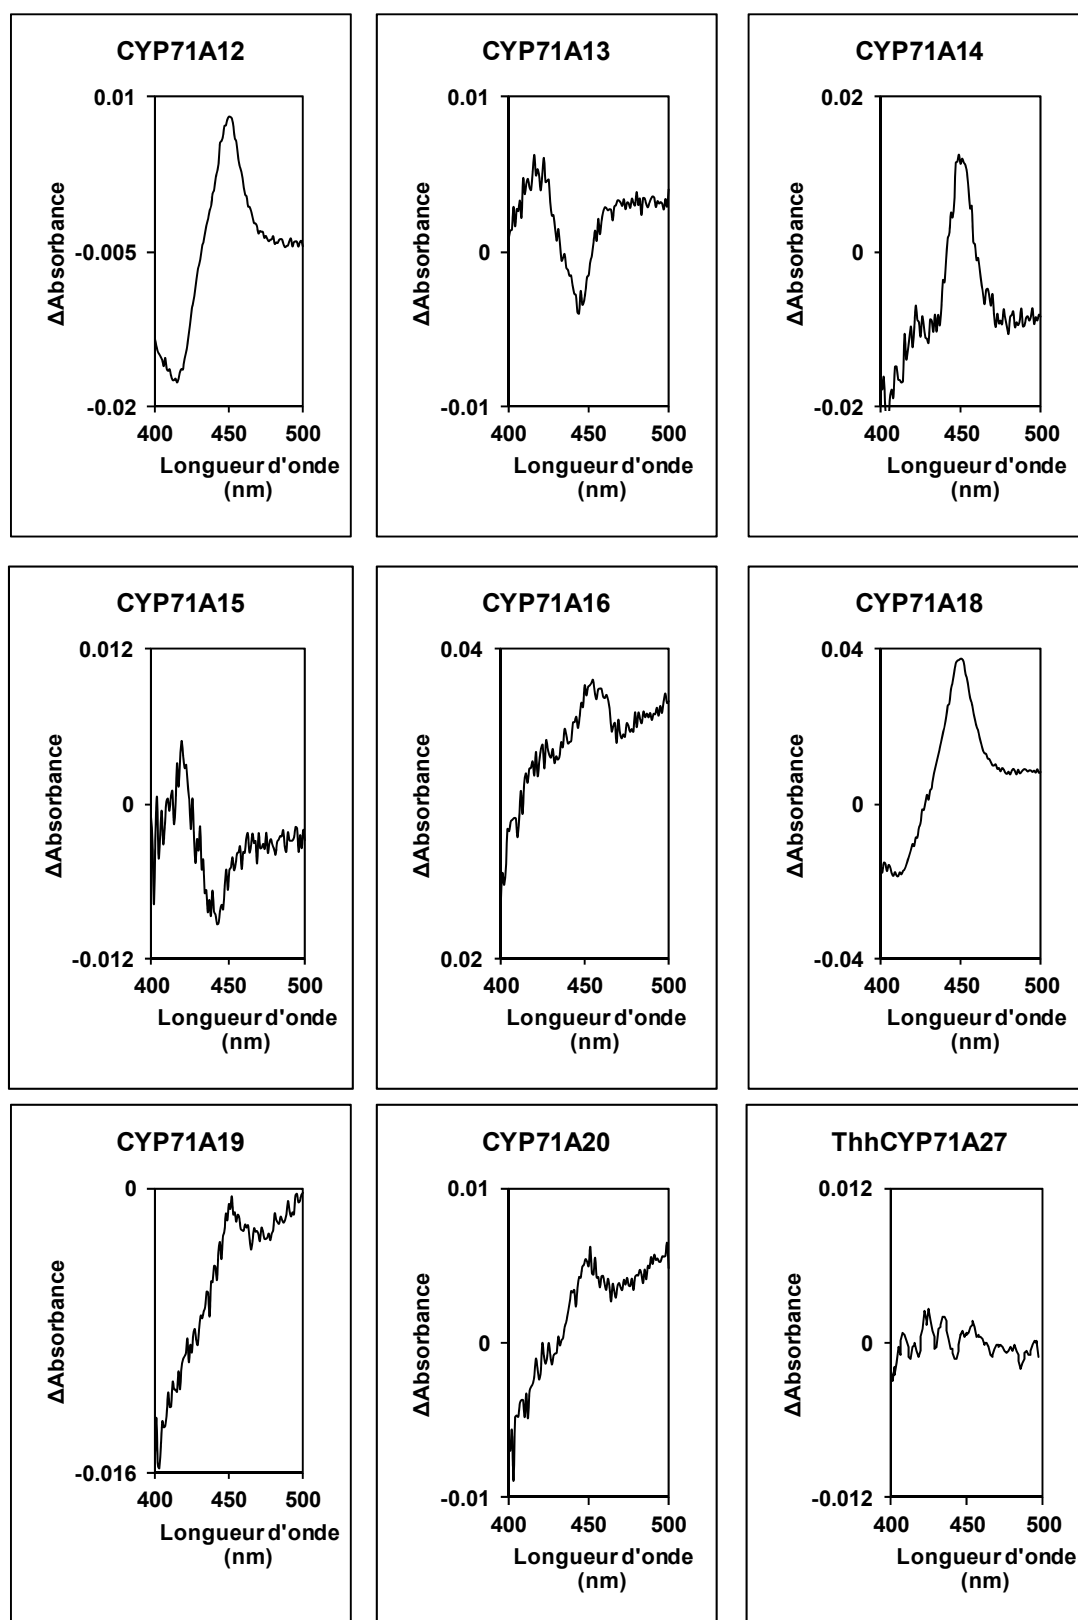 CYP71A12
0.01
-0.005
-0.02
ΔAbsorbance
400 450 500
Longueur d'onde
(nm)
CYP71A13
0.01
0
-0.01
ΔAbsorbance
400 450 500
Longueur d'onde
(nm)
CYP71A14
0.02
0
-0.02
ΔAbsorbance
400 450 500
Longueur d'onde
(nm)
CYP71A15
0.012
0
-0.012
ΔAbsorbance
400 450 500
Longueur d'onde
(nm)
CYP71A16
0.04
0.02
ΔAbsorbance
400 450 500
Longueur d'onde
(nm)
CYP71A18
0.04
0
-0.04
ΔAbsorbance
400 450 500
Longueur d'onde
(nm)
CYP71A19
0
-0.016
ΔAbsorbance
400 450 500
Longueur d'onde
(nm)
CYP71A20
0.01
0
-0.01
ΔAbsorbance
400 450 500
Longueur d'onde
(nm)
ThhCYP71A27
0.012
0
-0.012
ΔAbsorbance
400 450 500
Longueur d'onde
(nm)